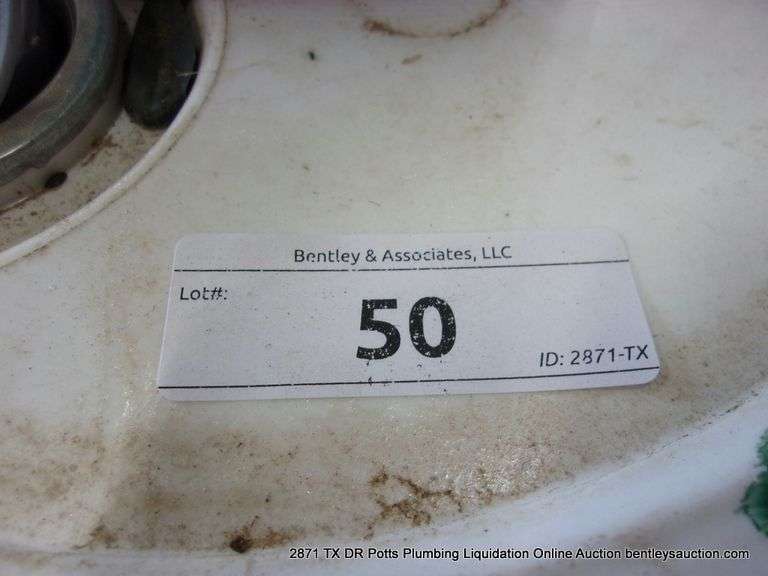 Bentley & Associates, LLC
Lot#:
50
ID: 2871-TX
2871 TX DR Potts Plumbing Liquidation Online Auction bentleysauction.com